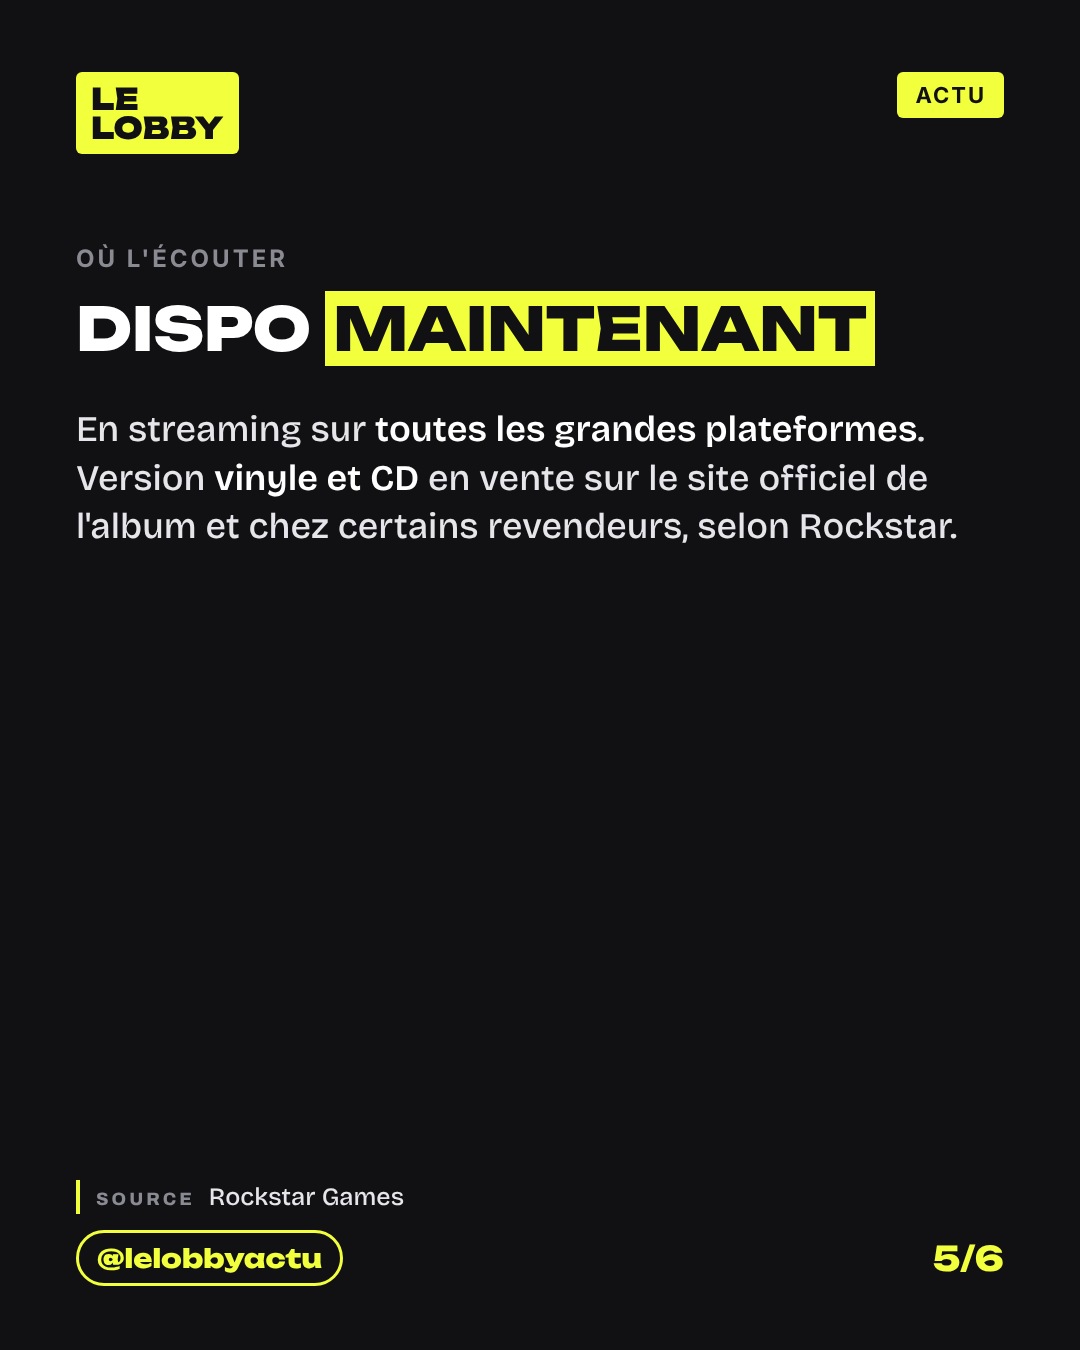 LE
LOBBY
ACTU
OÙ L'ÉCOUTER
DISPO MAINTENANT
En streaming sur toutes les grandes plateformes.
Version vinyle et CD en vente sur le site officiel de
l'album et chez certains revendeurs, selon Rockstar.
SOURCE Rockstar Games
@lelobbyactu
5/6